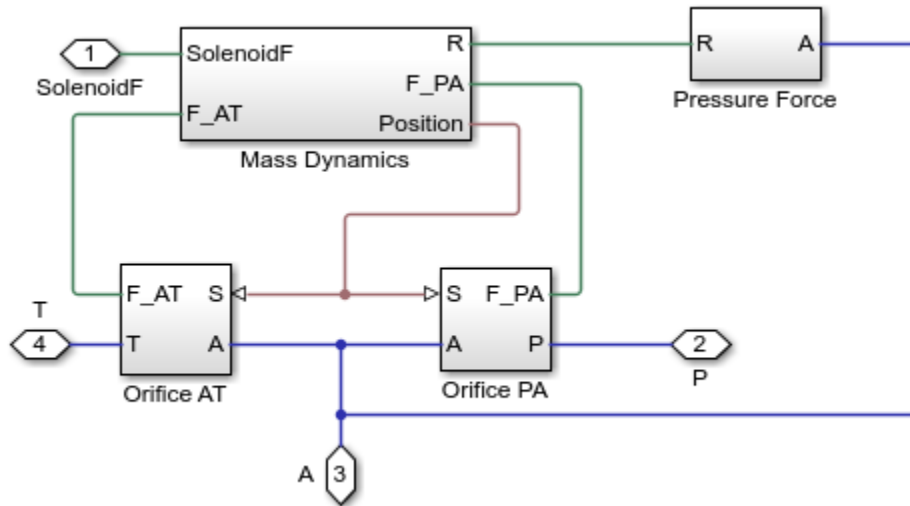 1
SolenoidF
SolenoidF
F_AT
R
F_PA
Position
Mass Dynamics
R
A
Pressure Force
T
4
F_AT
S
T
A
Orifice AT
S
F_PA
A
P
Orifice PA
2
P
A
3